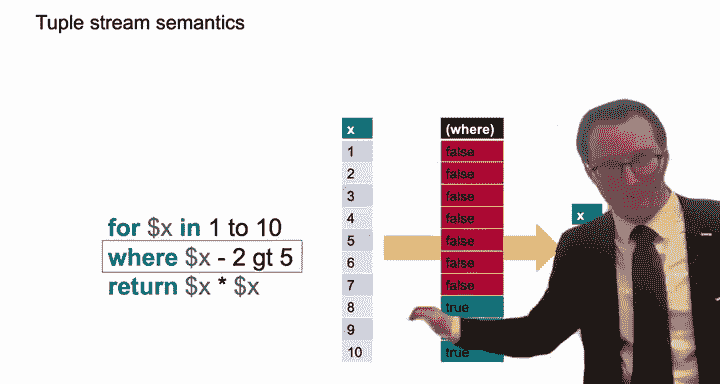 Tuple stream semantics
for $x in 1 to 10
where $x - 2 gt 5
return $x * $x
x
1
2
3
4
5
6
7
8
9
10
(where)
false
false
false
false
false
false
false
true
true
x